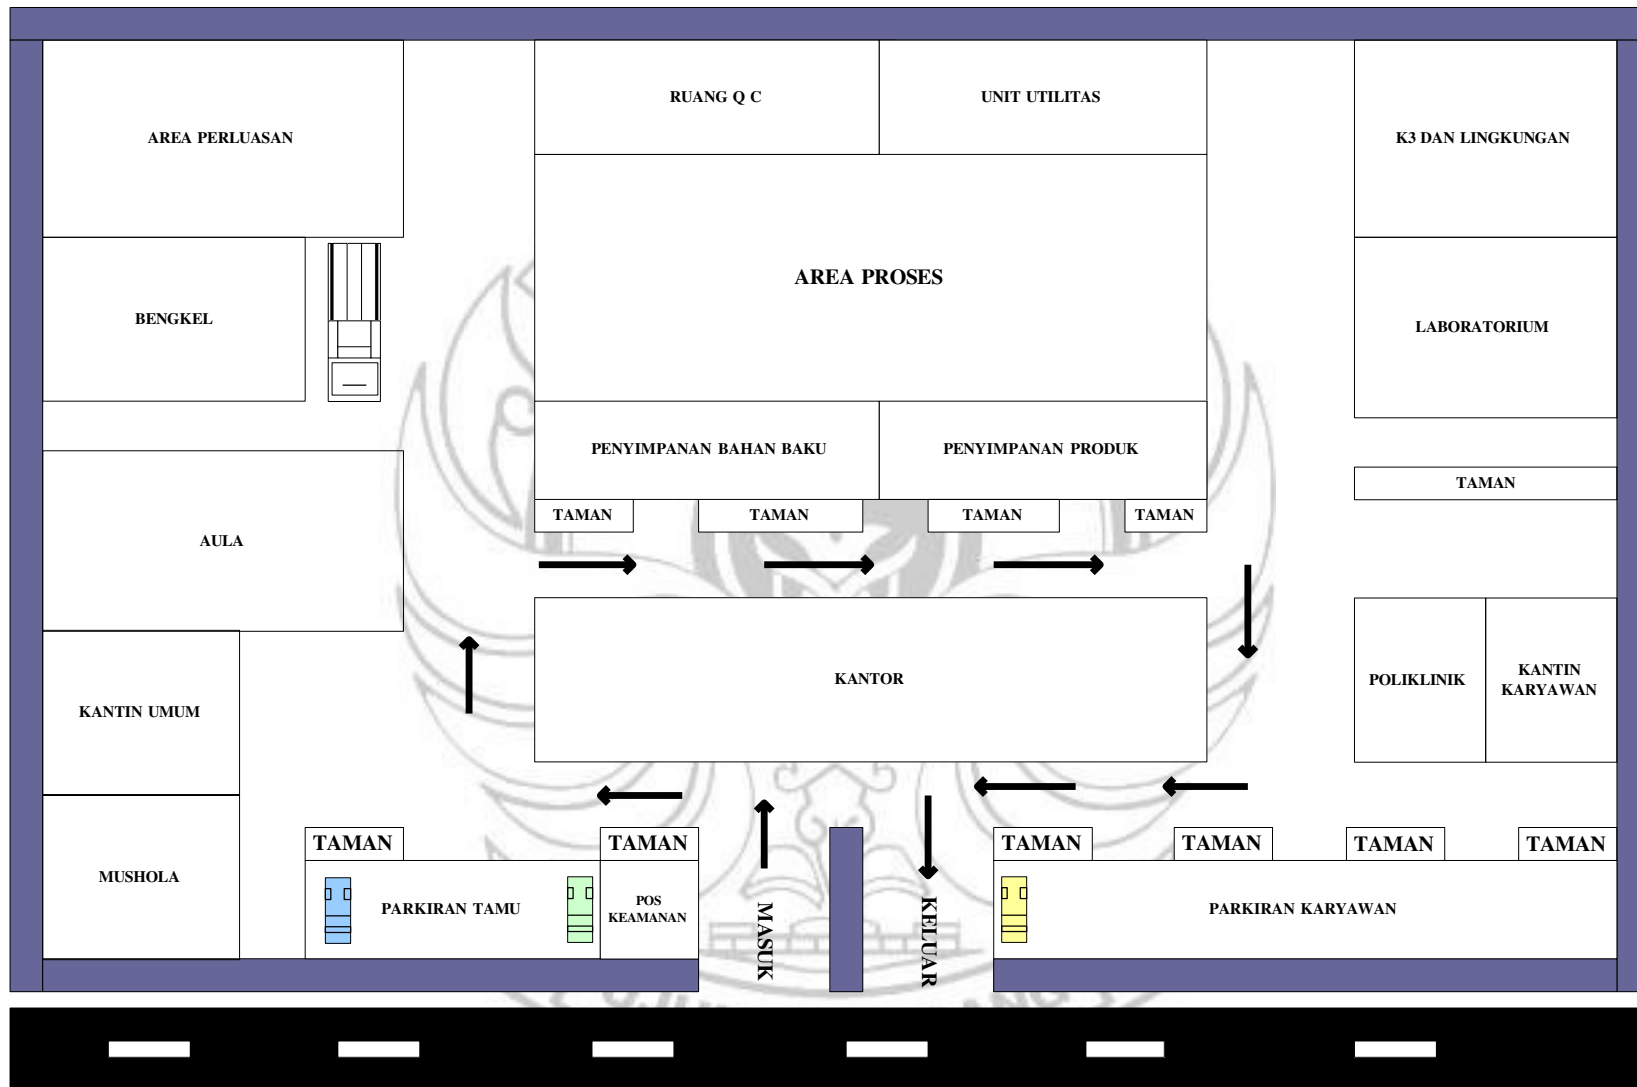 RUANG Q C
UNIT UTILITAS
AREA PERLUASAN
K3 DAN LINGKUNGAN
AREA PROSES
BENGKEL
LABORATORIUM
PENYIMPANAN BAHAN BAKU
PENYIMPANAN PRODUK
TAMAN
TAMAN
TAMAN
TAMAN
TAMAN
AULA
KANTOR
POLIKLINIK
KANTIN
KARYAWAN
KANTIN UMUM
TAMAN
TAMAN
TAMAN
TAMAN
TAMAN
TAMAN
MUSHOLA
PARKIRAN TAMU
POS
KEAMANAN
MASUK
KELUAR
PARKIRAN KARYAWAN